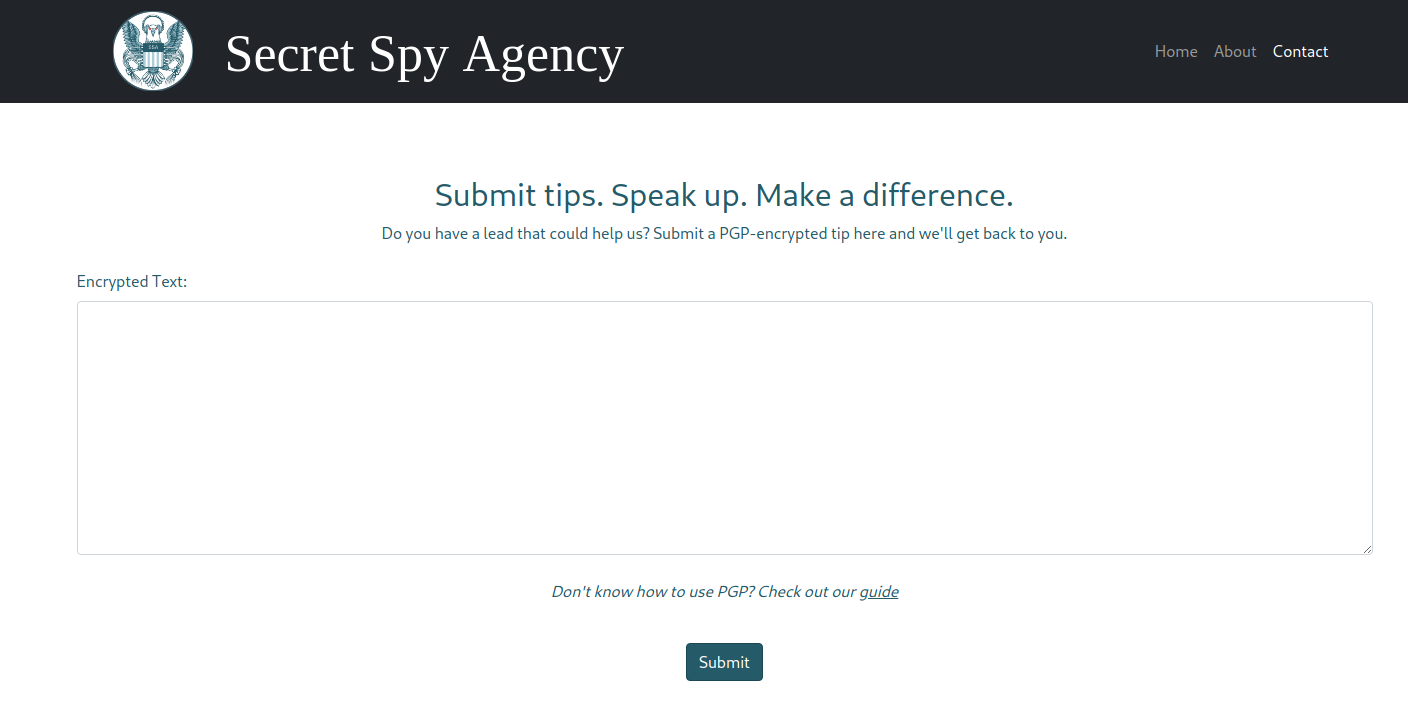 SSA
Secret Spy Agency
Home About Contact
Submit tips. Speak up. Make a difference.
Do you have a lead that could help us? Submit a PGP-encrypted tip here and we'll get back to you.
Encrypted Text:
Don't know how to use PGP? Check out our guide
Submit